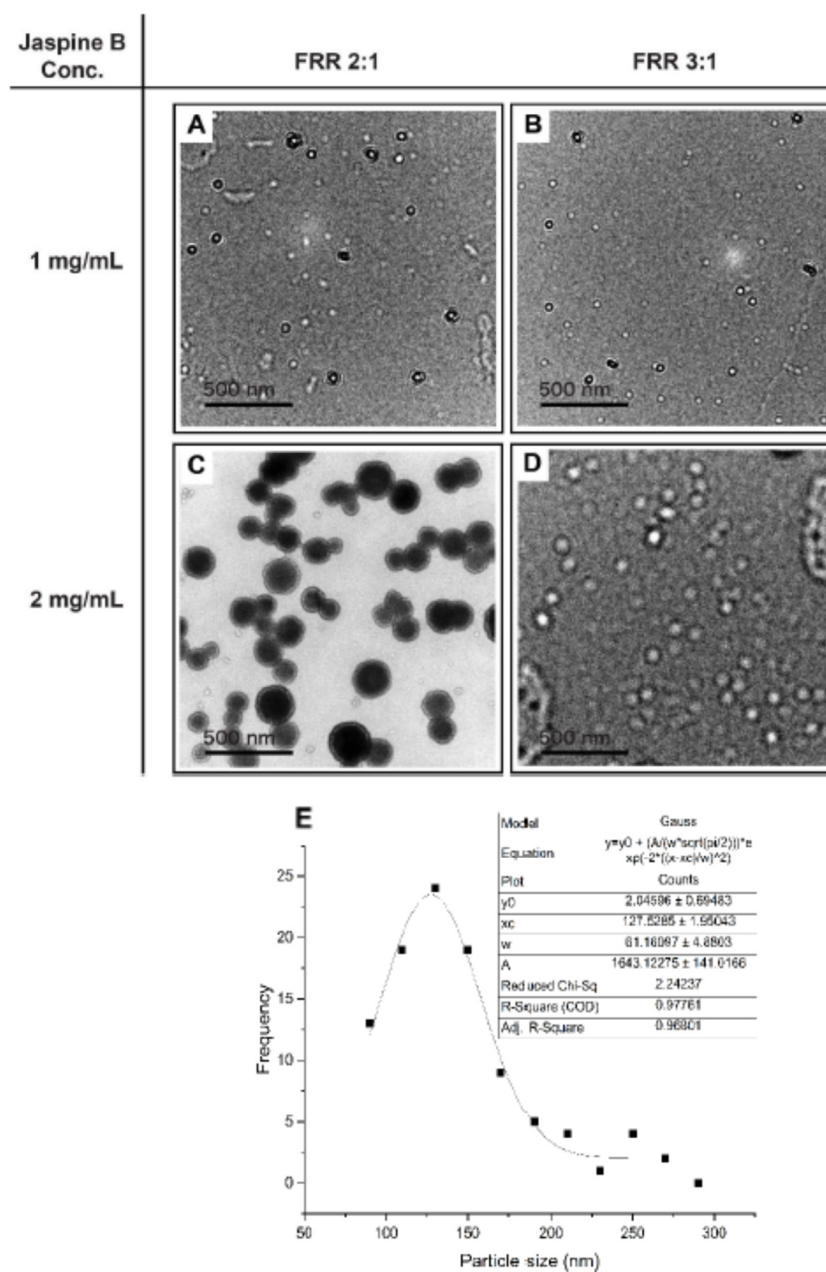 Jaspine B
Conc.
FRR 2:1
FRR 3:1
1 mg/mL
A
500 nm
B
500 nm
2 mg/mL
C
500 nm
D
500 nm
E
Model Gauss
Equation y=y0 + (A/(w*sqrt(pi/2)))*e
xp(-2*((x-xc)/w)^2)
Plot Counts
y0 2.04596 ± 0.69483
xc 127.5285 ± 1.95043
w 61.16097 ± 4.8803
A 1643.12275 ± 141.0166
Reduced Chi-Sq 2.24237
R-Square (COD) 0.97761
Adj. R-Square 0.96801
Frequency
25
20
15
10
5
0
50 100 150 200 250 300
Particle size (nm)